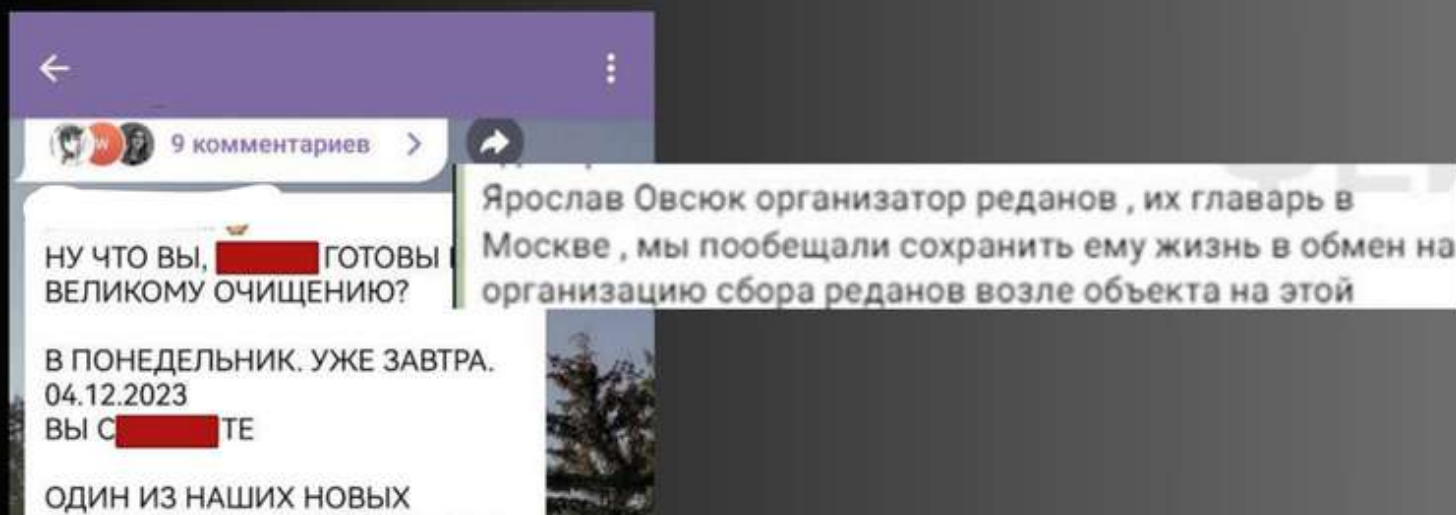 9 комментариев
НУ ЧТО ВЫ, ГОТОВЫ
ВЕЛИКОМУ ОЧИЩЕНИЮ?
В ПОНЕДЕЛЬНИК. УЖЕ ЗАВТРА.
04.12.2023
ВЫ С ТЕ
ОДИН ИЗ НАШИХ НОВЫХ
Ярослав Овсюк организатор реданов , их главарь в
Москве , мы пообещали сохранить ему жизнь в обмен на
организацию сбора реданов возле объекта на этой